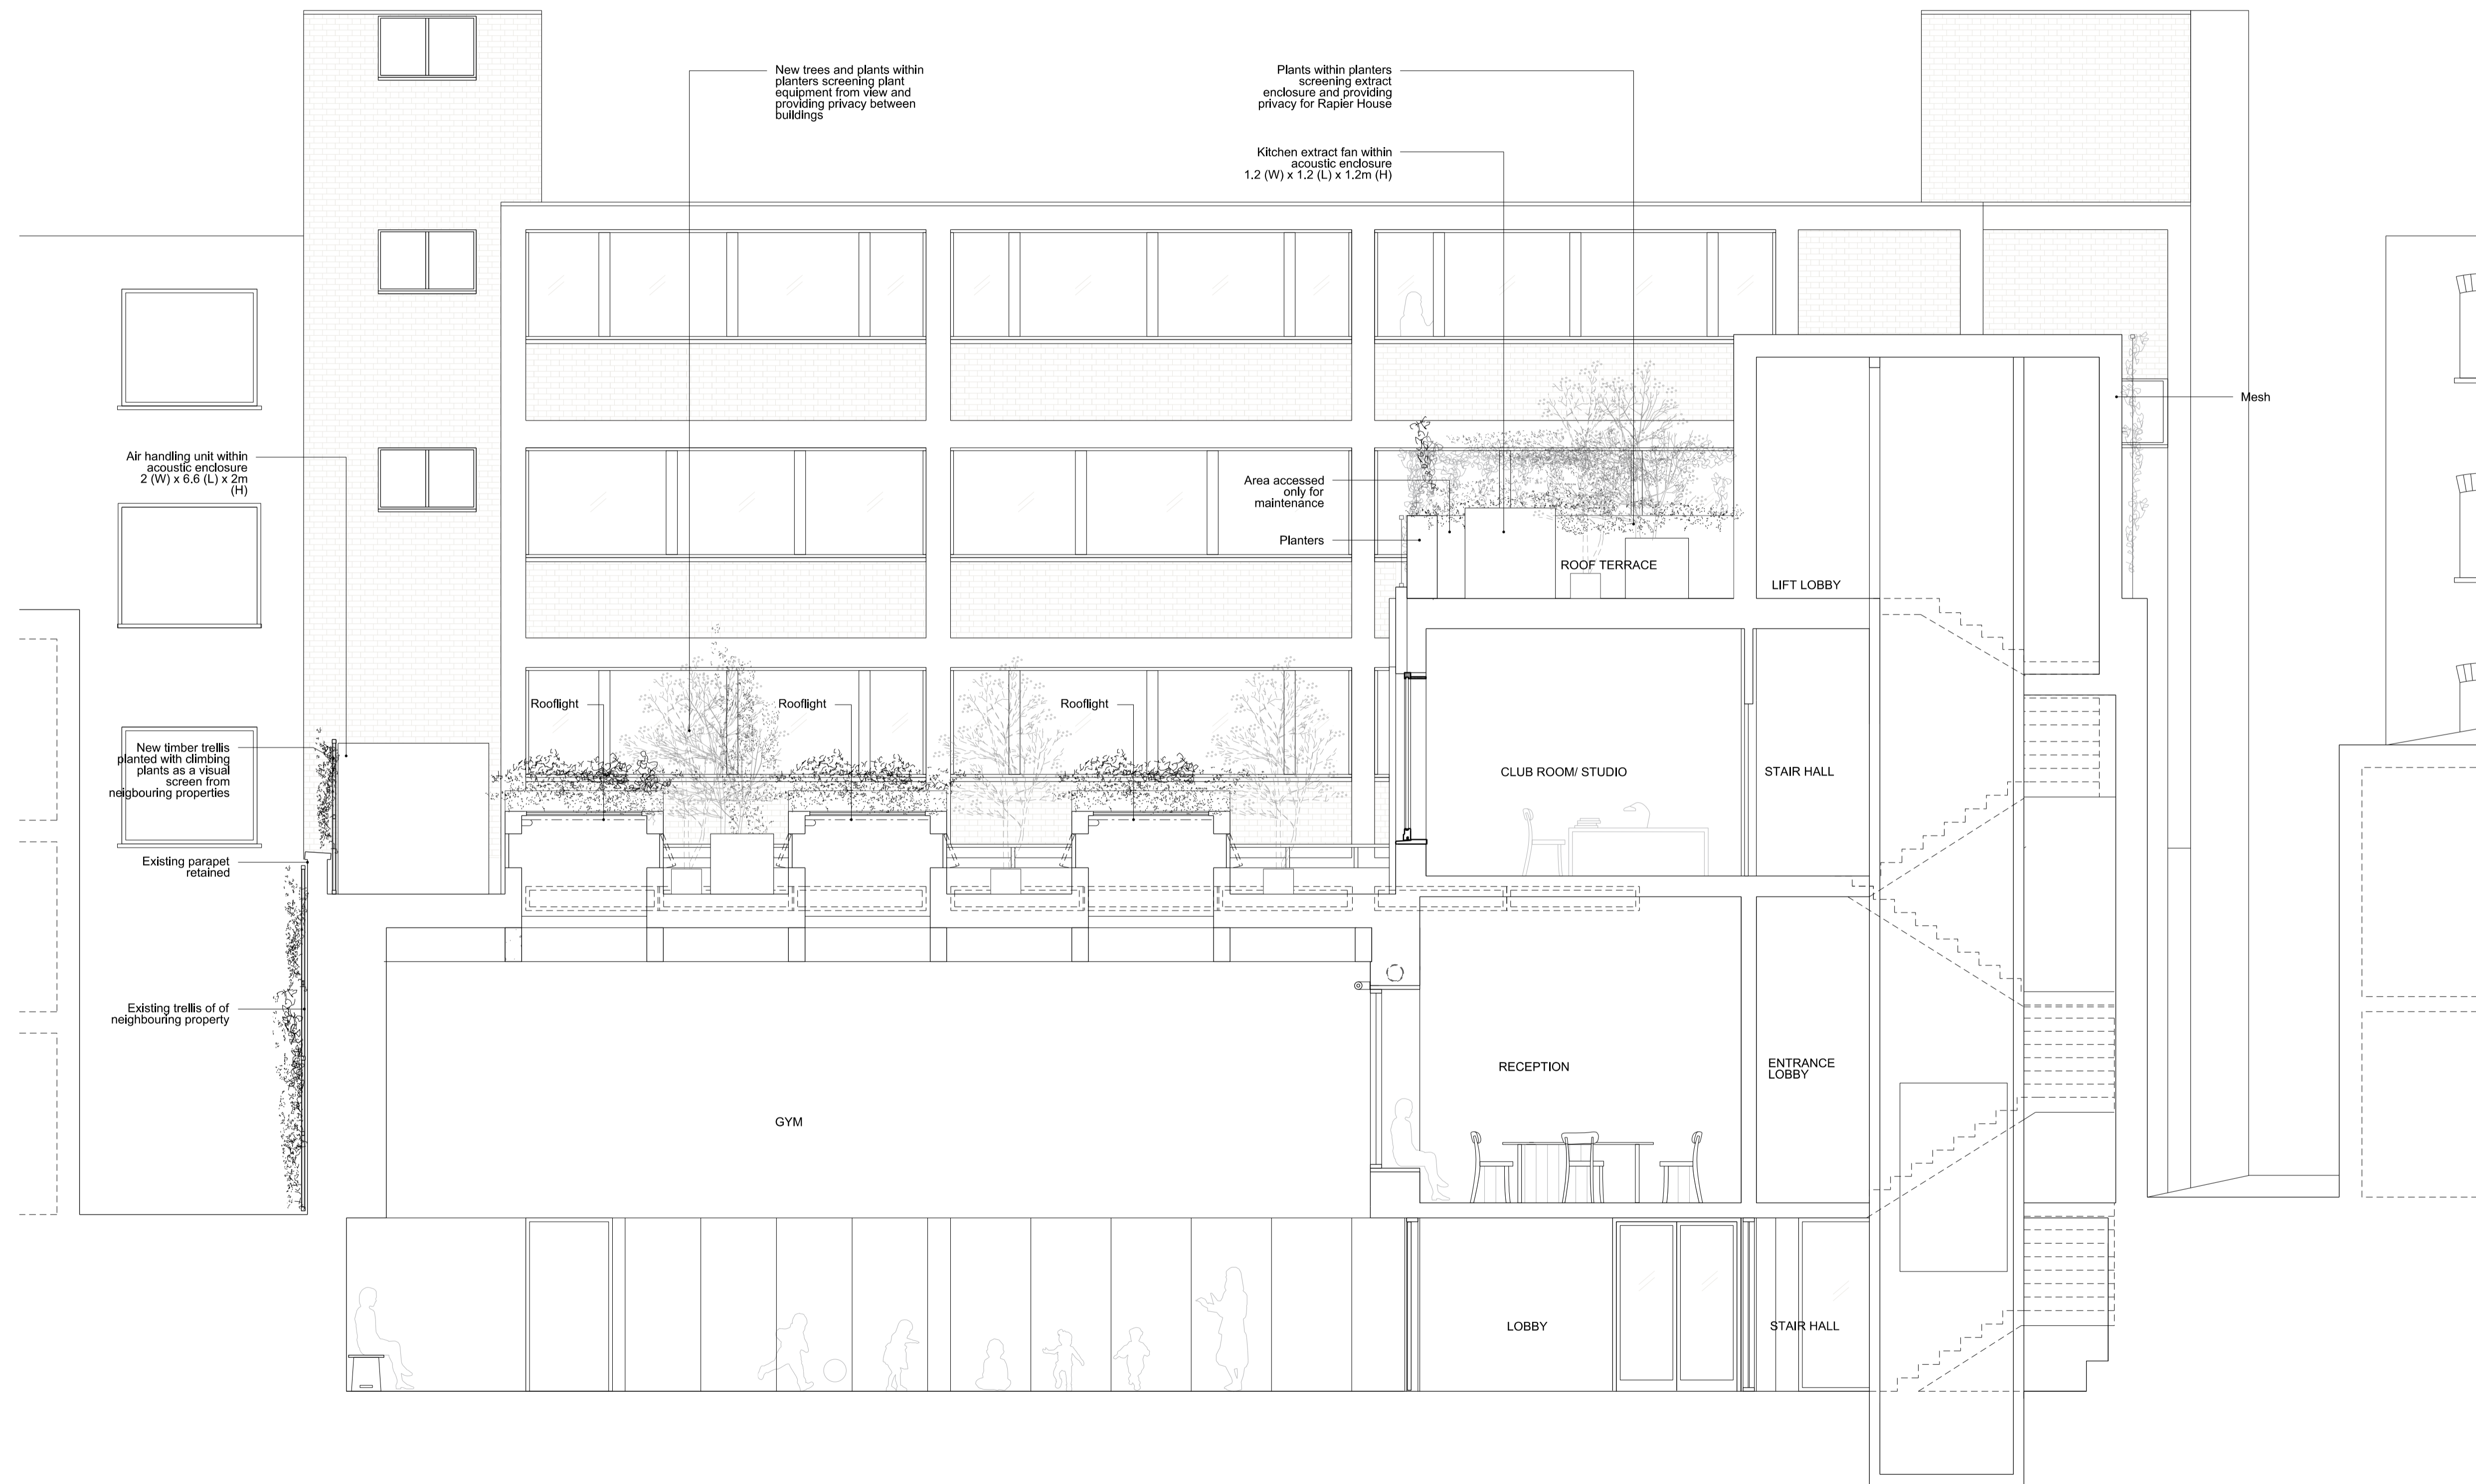 New trees and plants within
planters screening plant
equipment from view and
providing privacy between
buildings
Plants within planters
screening extract
enclosure and providing
privacy for Rapier House
Kitchen extract fan within
acoustic enclosure
1.2 (W) x 1.2 (L) x 1.2m (H)
Mesh
Air handling unit within
acoustic enclosure
2 (W) x 6.6 (L) x 2m
(H)
Area accessed
only for
maintenance
Planters
ROOF TERRACE
LIFT LOBBY
Rooflight
Rooflight
Rooflight
New timber trellis
planted with climbing
plants as a visual
screen from
neigbouring properties
CLUB ROOM/ STUDIO
STAIR HALL
Existing parapet
retained
Existing trellis of of
neighbouring property
RECEPTION
ENTRANCE
LOBBY
GYM
LOBBY
STAIR HALL